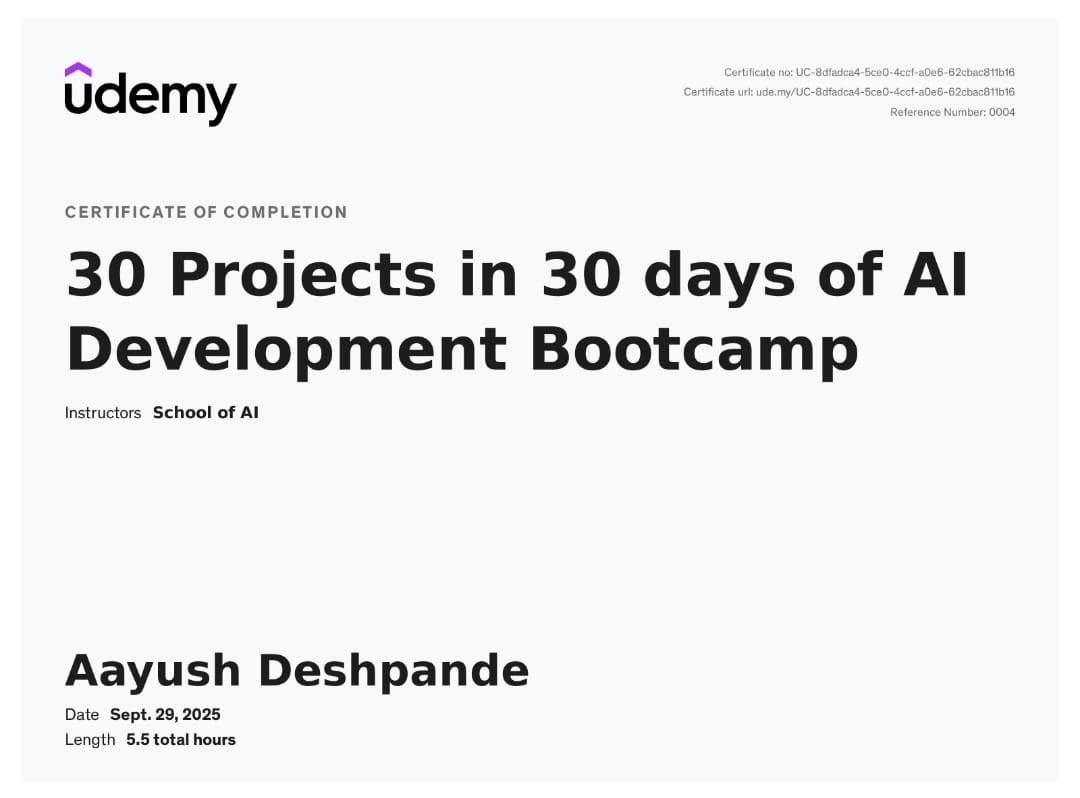 udemy
Certificate no: UC-8dfadca4-5ce0-4ccf-a0e6-62cbac811b16
Certificate url: ude.my/UC-8dfadca4-5ce0-4ccf-a0e6-62cbac811b16
Reference Number: 0004
CERTIFICATE OF COMPLETION
30 Projects in 30 days of AI
Development Bootcamp
Instructors School of AI
Aayush Deshpande
Date Sept. 29, 2025
Length 5.5 total hours